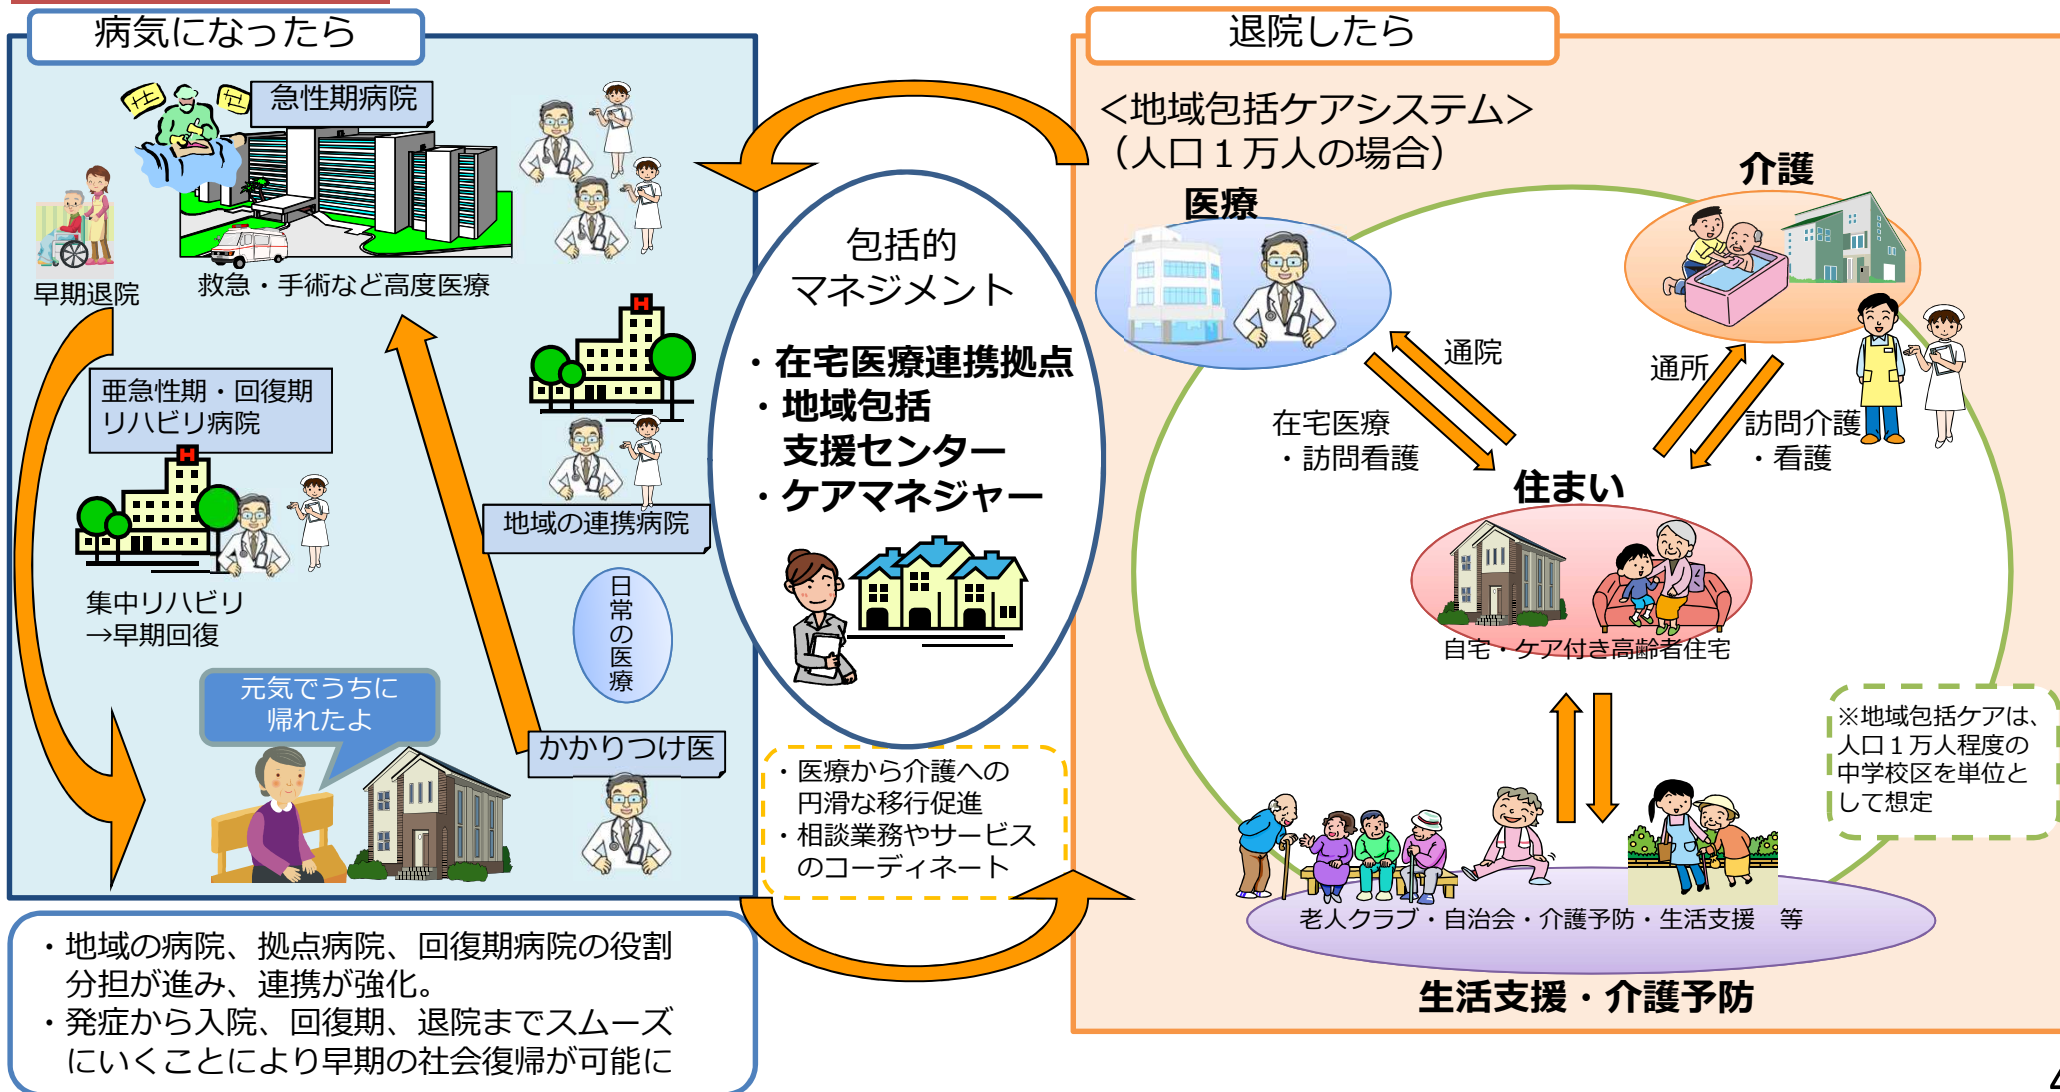 病気になったら
急性期病院
早期退院
救急・手術など高度医療
亜急性期・回復期
リハビリ病院
集中リハビリ
→早期回復
地域の連携病院
日常の医療
元気でうちに
帰れたよ
かかりつけ医
・地域の病院、拠点病院、回復期病院の役割
分担が進み、連携が強化。
・発症から入院、回復期、退院までスムーズ
にいくことにより早期の社会復帰が可能に
包括的
マネジメント
・在宅医療連携拠点
・地域包括
支援センター
・ケアマネジャー
・医療から介護への
円滑な移行促進
・相談業務やサービス
のコーディネート
退院したら
＜地域包括ケアシステム＞
（人口１万人の場合）
医療
介護
通院
在宅医療
・訪問看護
通所
訪問介護
・看護
住まい
自宅・ケア付き高齢者住宅
※地域包括ケアは、
人口１万人程度の
中学校区を単位と
して想定
老人クラブ・自治会・介護予防・生活支援　等
生活支援・介護予防